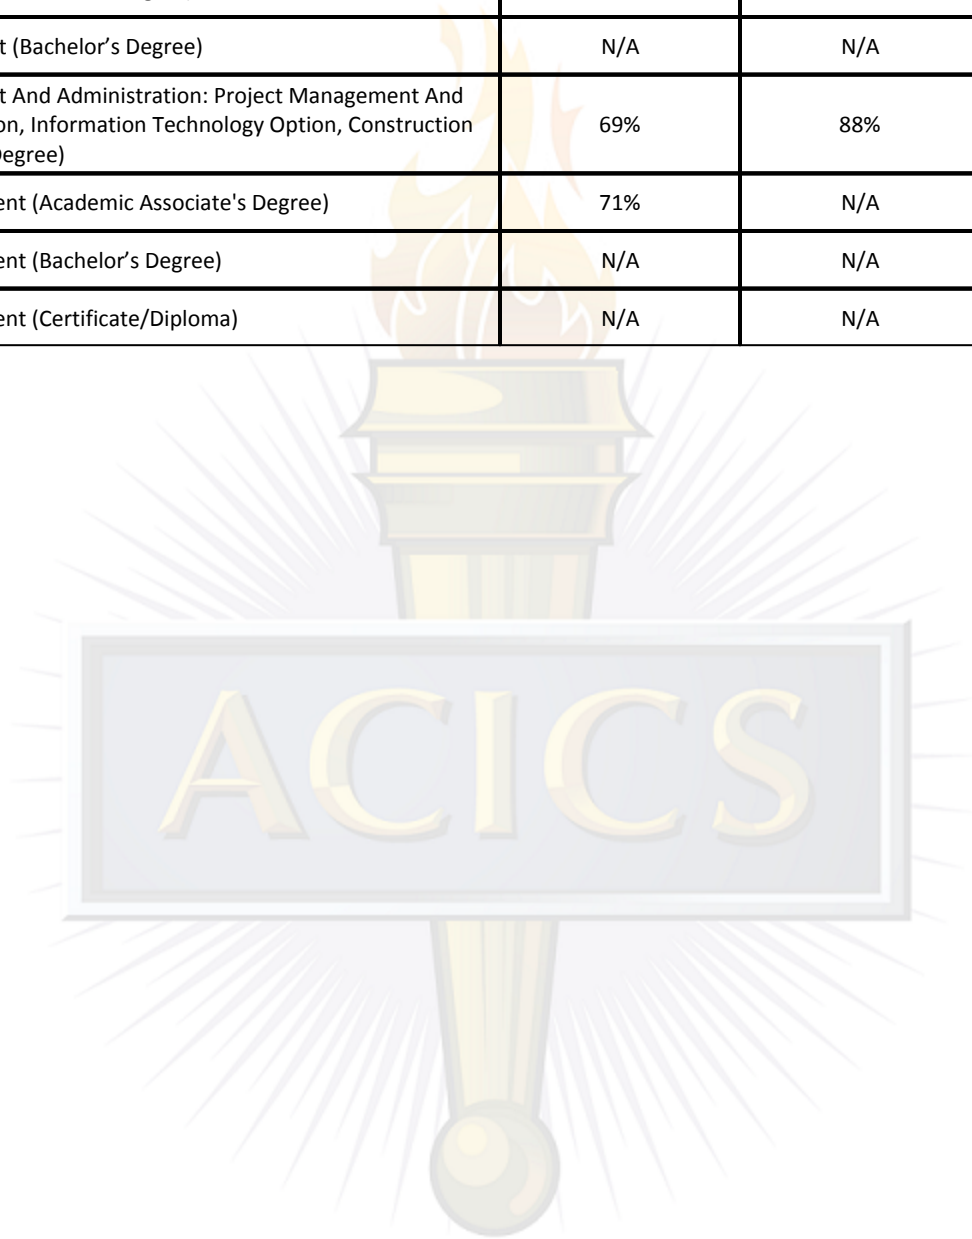 t (Bachelor’s Degree) N/A N/A
t And Administration: Project Management And
on, Information Technology Option, Construction 69% 88%
Degree)
ent (Academic Associate's Degree) 71% N/A
ent (Bachelor’s Degree) N/A N/A
ent (Certificate/Diploma) N/A N/A
ACICS